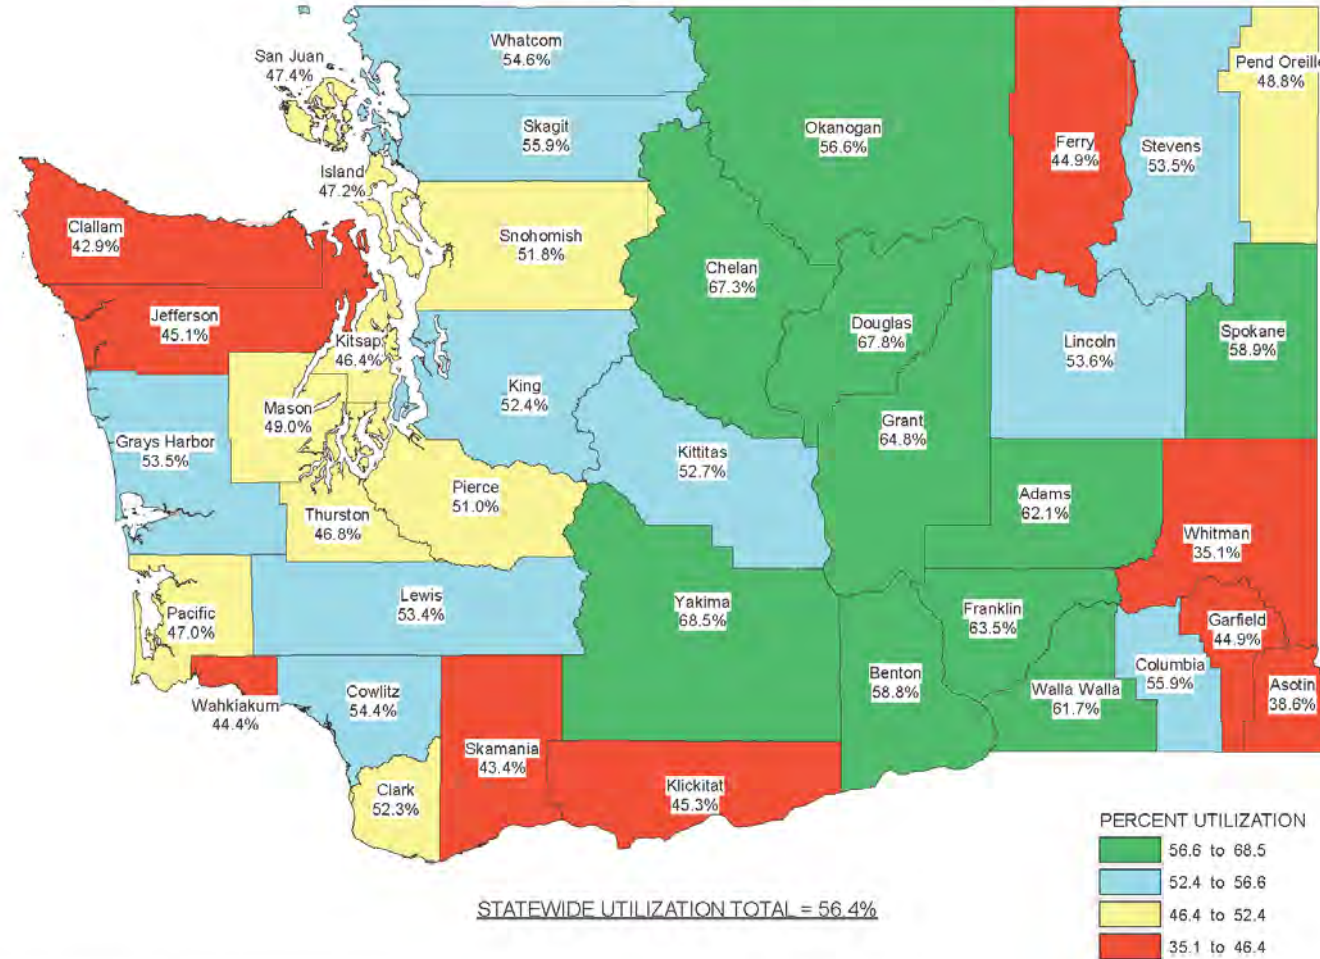 Whatcom
54.6%
San Juan
47.4%
Pend Oreille
48.8%
Skagit
55.9%
Okanogan
56.6%
Ferry
44.9%
Stevens
53.5%
Island
47.2%
Clallam
42.9%
Snohomish
51.8%
Chelan
67.3%
Jefferson
45.1%
Kitsap
46.4%
Douglas
67.8%
Lincoln
53.6%
Spokane
58.9%
King
52.4%
Mason
49.0%
Grant
64.8%
Grays Harbor
53.5%
Kittitas
52.7%
Pierce
51.0%
Adams
62.1%
Thurston
46.8%
Whitman
35.1%
Lewis
53.4%
Yakima
68.5%
Franklin
63.5%
Pacific
47.0%
Garfield
44.9%
Columbia
55.9%
Benton
58.8%
Asotin
38.6%
Walla Walla
61.7%
Cowlitz
54.4%
Wahkiakum
44.4%
Skamania
43.4%
Klickitat
45.3%
Clark
52.3%
PERCENT UTILIZATION
56.6 to 68.5
52.4 to 56.6
46.4 to 52.4
35.1 to 46.4
STATEWIDE UTILIZATION TOTAL = 56.4%